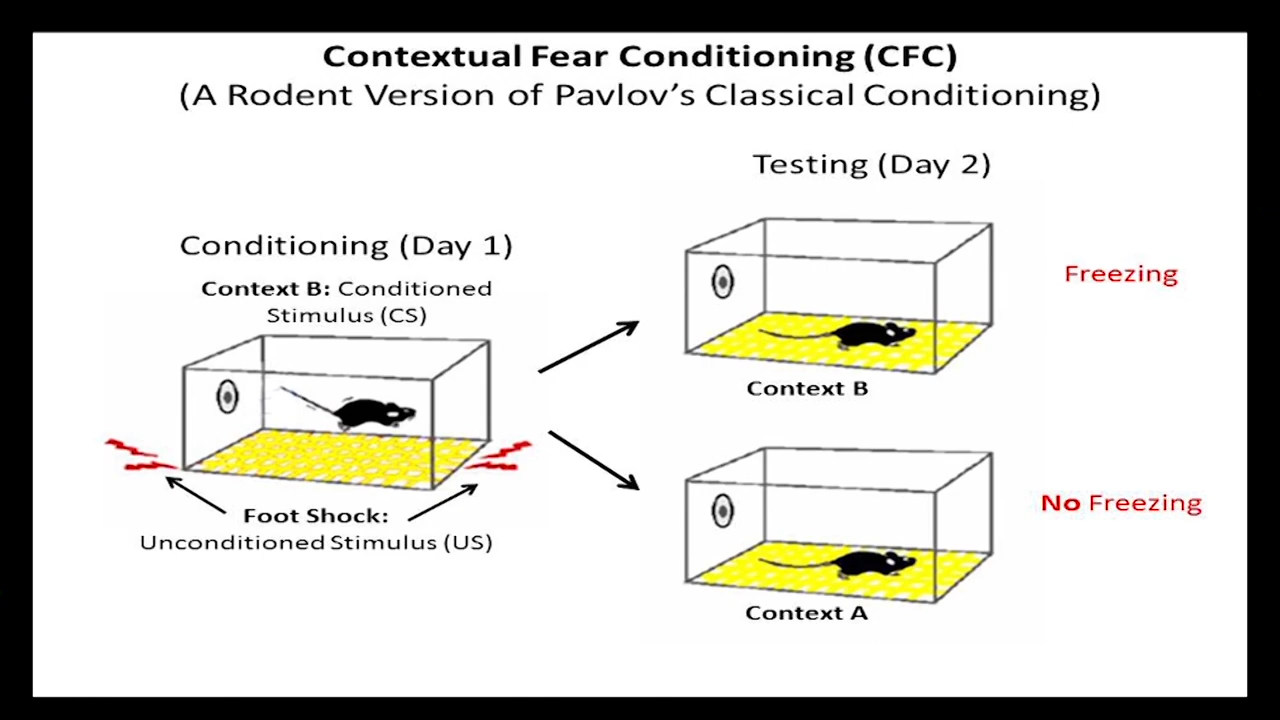 Contextual Fear Conditioning (CFC)
(A Rodent Version of Pavlov's Classical Conditioning)
Testing (Day 2)
Conditioning (Day 1)
Context B: Conditioned
Stimulus (CS)
Freezing
Context B
Foot Shock:
Unconditioned Stimulus (US)
No Freezing
Context A